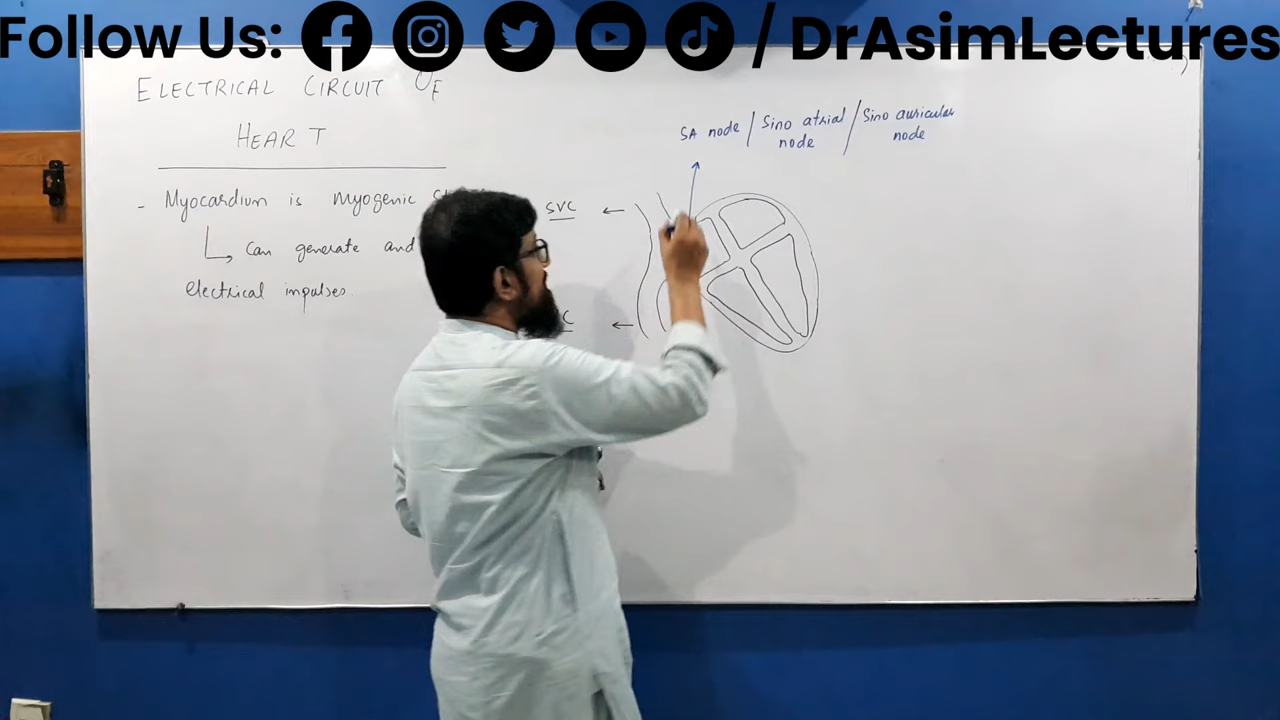 Follow Us: / DrAsimLectures
ELECTRICAL CIRCUIT OF
HEART
- Myocardium is myogenic
can generate and
electrical impulses.
SA node / Sino atrial / Sino auricular
node node
SVC